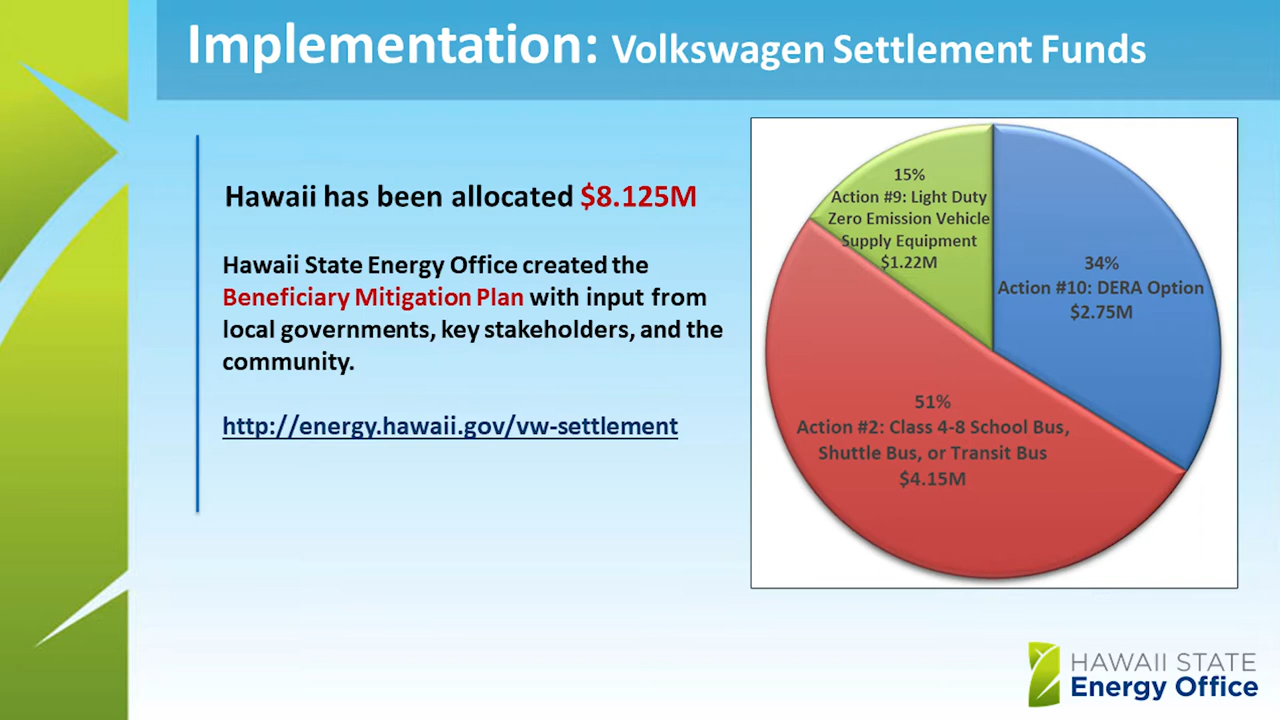 Implementation: Volkswagen Settlement Funds
Hawaii has been allocated $8.125M
Hawaii State Energy Office created the
Beneficiary Mitigation Plan with input from
local governments, key stakeholders, and the
community.
http://energy.hawaii.gov/vw-settlement
15%
Action #9: Light Duty
Zero Emission Vehicle
Supply Equipment
$1.22M
34%
Action #10: DERA Option
$2.75M
51%
Action #2: Class 4-8 School Bus,
Shuttle Bus, or Transit Bus
$4.15M
HAWAII STATE
Energy Office